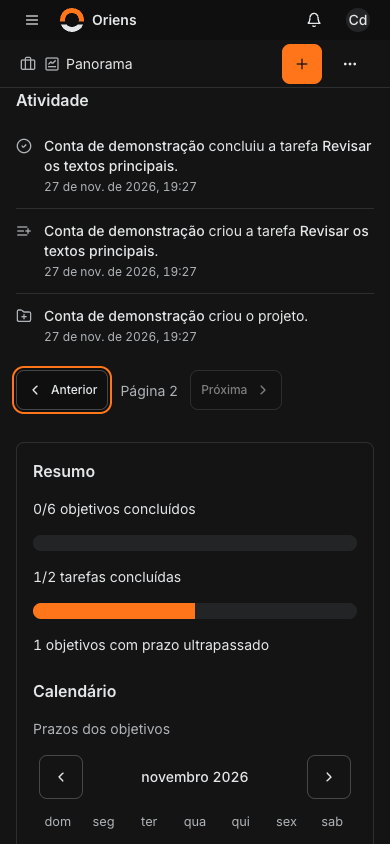 Oriens
Cd
Panorama
Atividade
Conta de demonstração concluiu a tarefa Revisar
os textos principais.
27 de nov. de 2026, 19:27
Conta de demonstração criou a tarefa Revisar os
textos principais.
27 de nov. de 2026, 19:27
Conta de demonstração criou o projeto.
27 de nov. de 2026, 19:27
Anterior
Página 2
Próxima
Resumo
0/6 objetivos concluídos
1/2 tarefas concluídas
1 objetivos com prazo ultrapassado
Calendário
Prazos dos objetivos
novembro 2026
dom seg ter qua qui sex sab